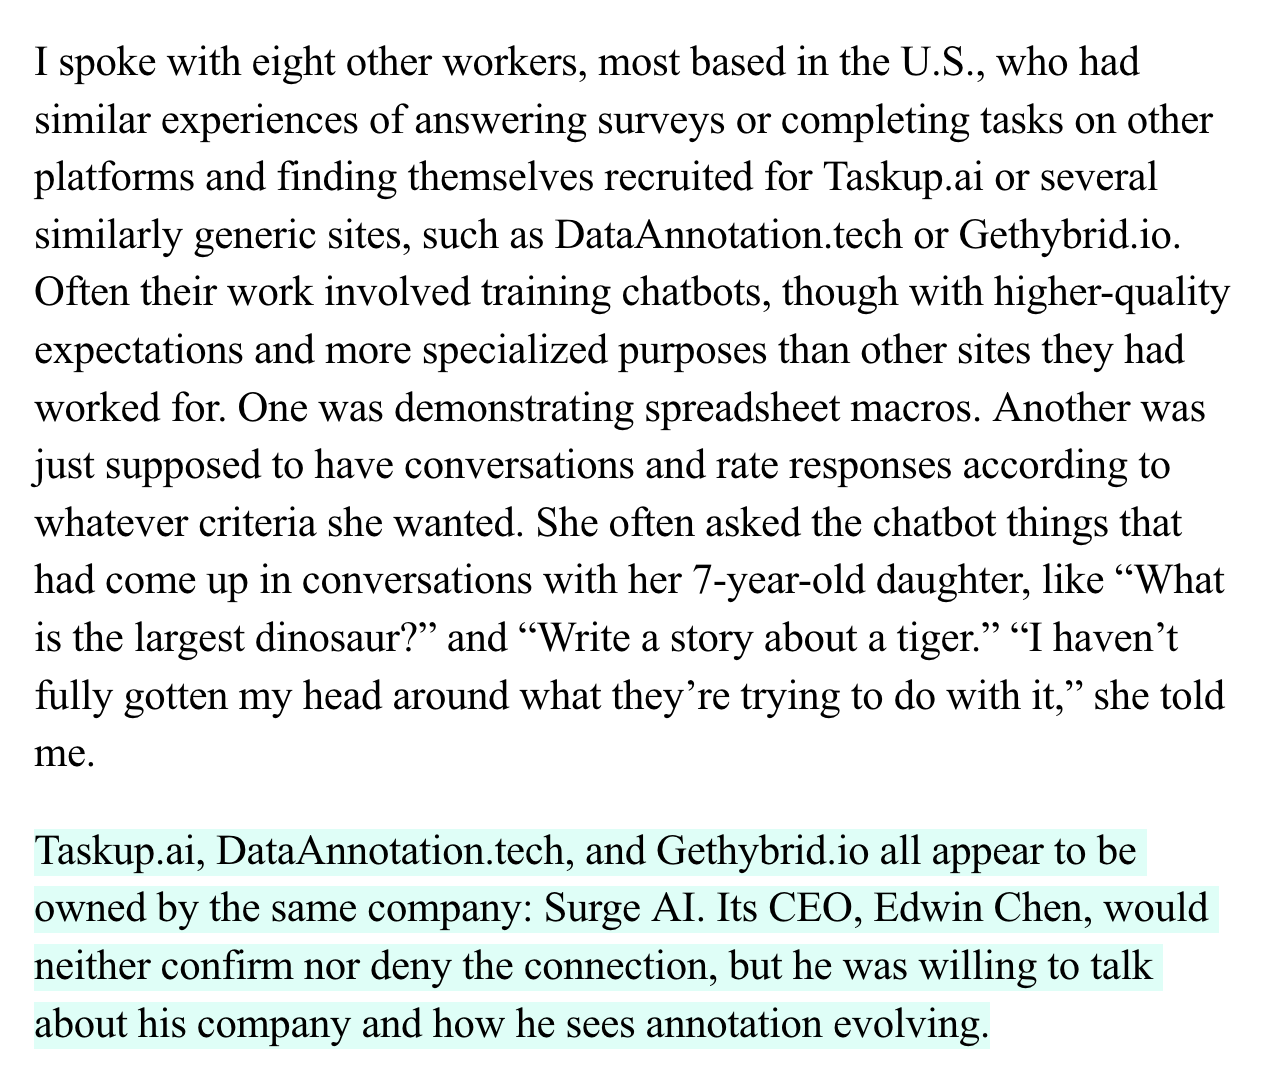 I spoke with eight other workers, most based in the U.S., who had
similar experiences of answering surveys or completing tasks on other
platforms and finding themselves recruited for Taskup.ai or several
similarly generic sites, such as DataAnnotation.tech or Gethybrid.io.
Often their work involved training chatbots, though with higher-quality
expectations and more specialized purposes than other sites they had
worked for. One was demonstrating spreadsheet macros. Another was
just supposed to have conversations and rate responses according to
whatever criteria she wanted. She often asked the chatbot things that
had come up in conversations with her 7-year-old daughter, like “What
is the largest dinosaur?” and “Write a story about a tiger.” “I haven’t
fully gotten my head around what they’re trying to do with it,” she told
me.
Taskup.ai, DataAnnotation.tech, and Gethybrid.io all appear to be
owned by the same company: Surge AI. Its CEO, Edwin Chen, would
neither confirm nor deny the connection, but he was willing to talk
about his company and how he sees annotation evolving.